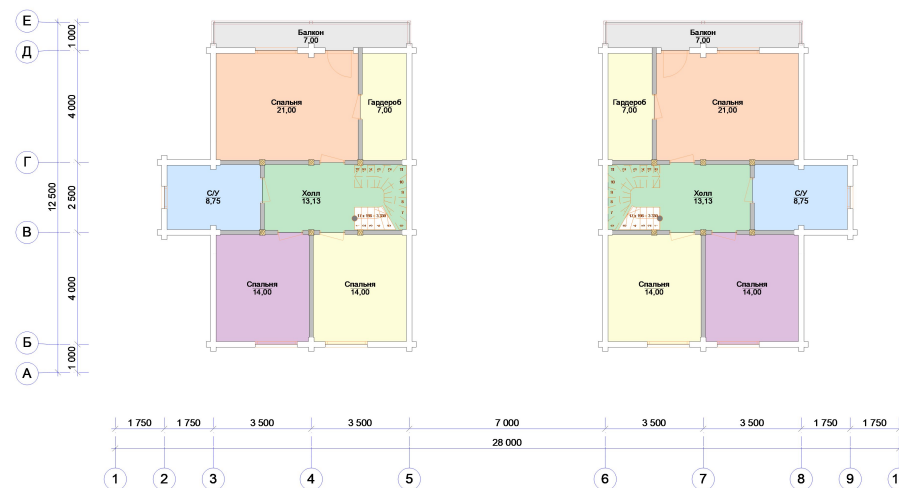 Е
Балкон
7,00
Балкон
7,00
1 000
Д
Спальня
21,00
Гардероб
7,00
Гардероб
7,00
Спальня
21,00
4 000
Г
12 500
2 500
С/У
8,75
Холл
13,13
Холл
13,13
С/У
8,75
В
4 000
Спальня
14,00
Спальня
14,00
Спальня
14,00
Спальня
14,00
Б
1 000
А
1 750
1 750
3 500
3 500
7 000
3 500
3 500
1 750
1 750
28 000
1
2
3
4
5
6
7
8
9